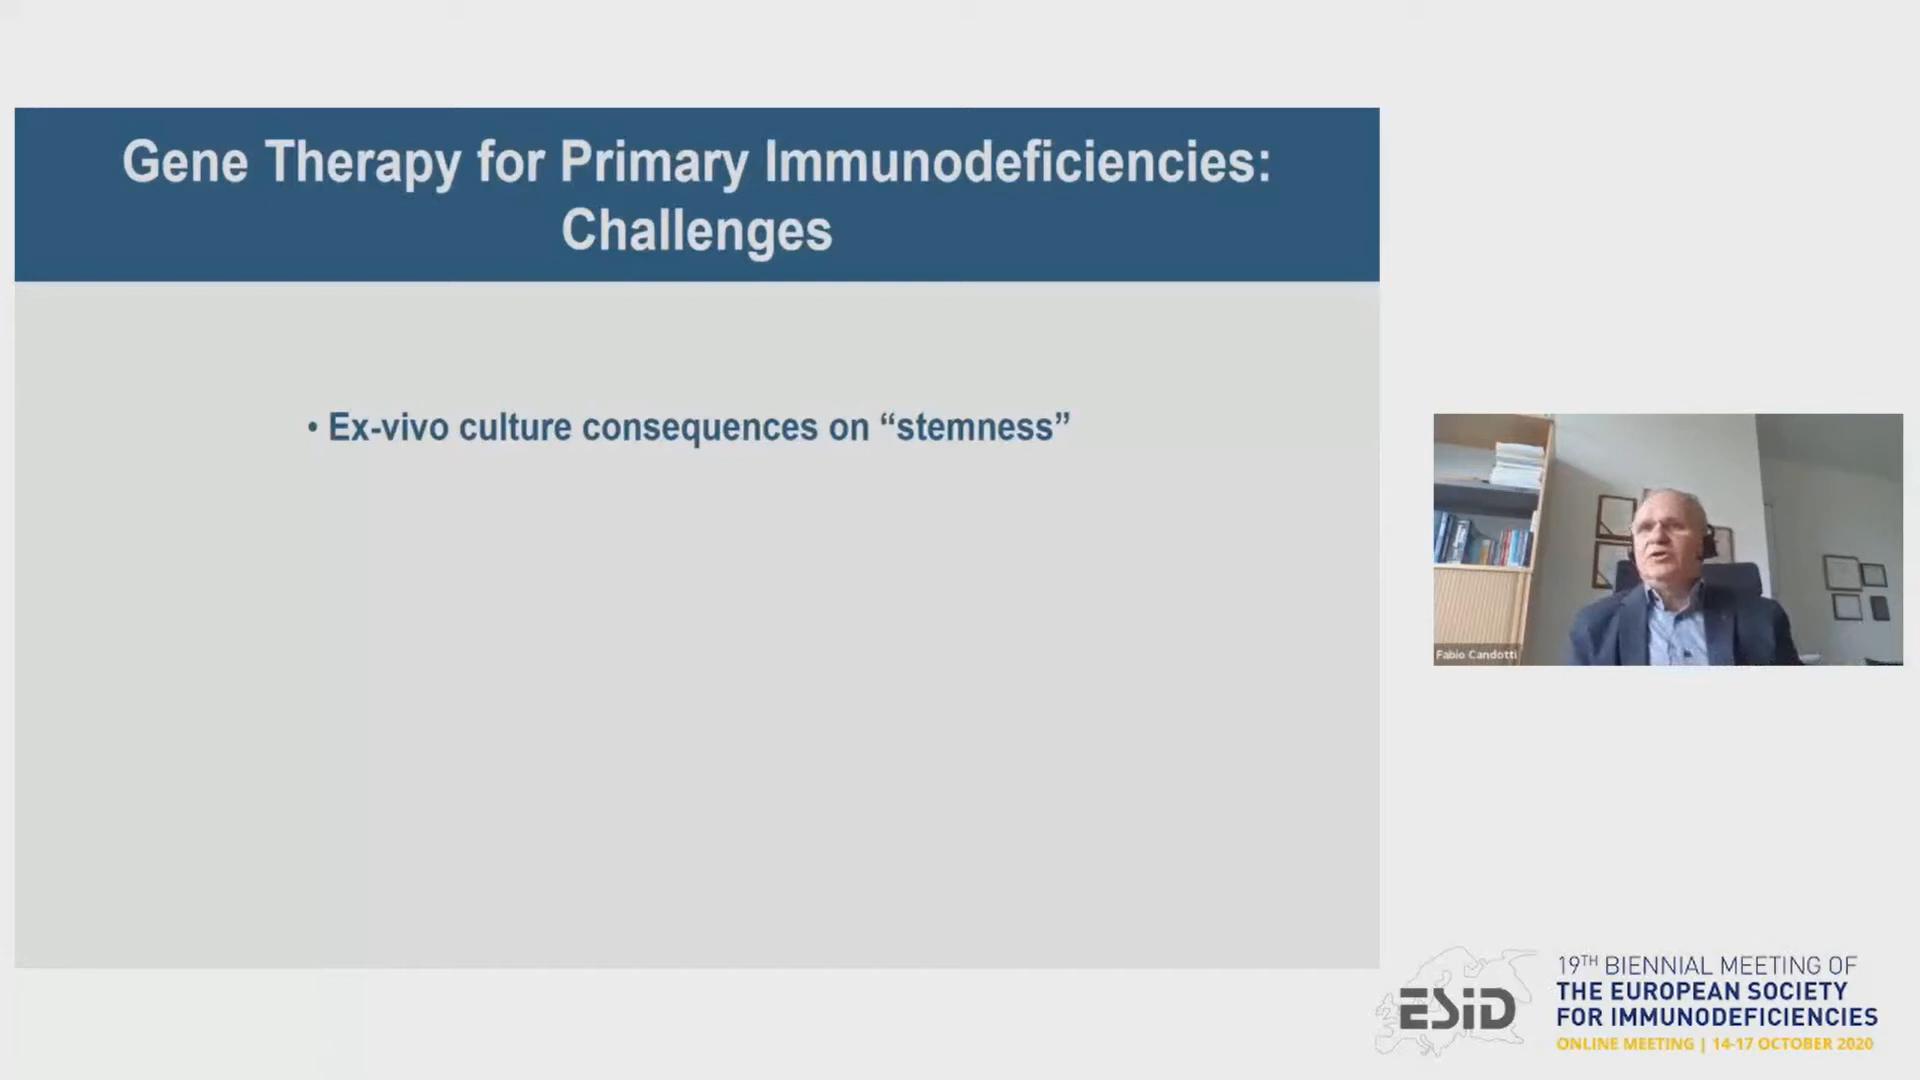 Gene Therapy for Primary Immunodeficiencies:
Challenges
• Ex-vivo culture consequences on “stemness”
Fabio Candotti
ESiD
19TH BIENNIAL MEETING OF
THE EUROPEAN SOCIETY
FOR IMMUNODEFICIENCIES
ONLINE MEETING | 14-17 OCTOBER 2020